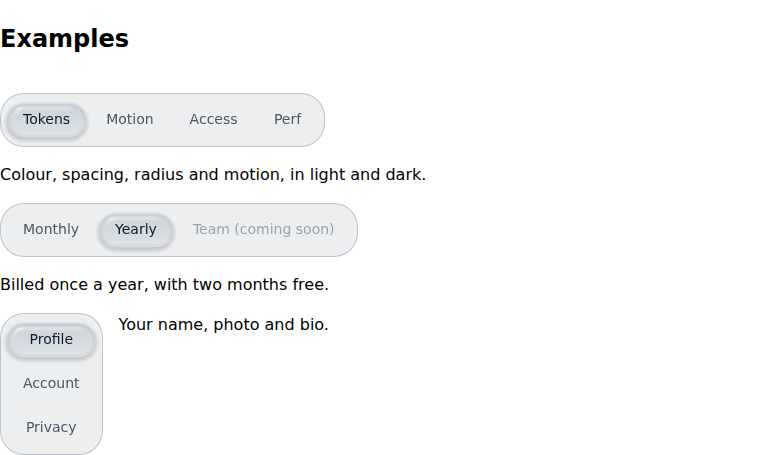 Examples
Tokens Motion Access Perf
Colour, spacing, radius and motion, in light and dark.
Monthly Yearly Team (coming soon)
Billed once a year, with two months free.
Profile Your name, photo and bio.
Account
Privacy